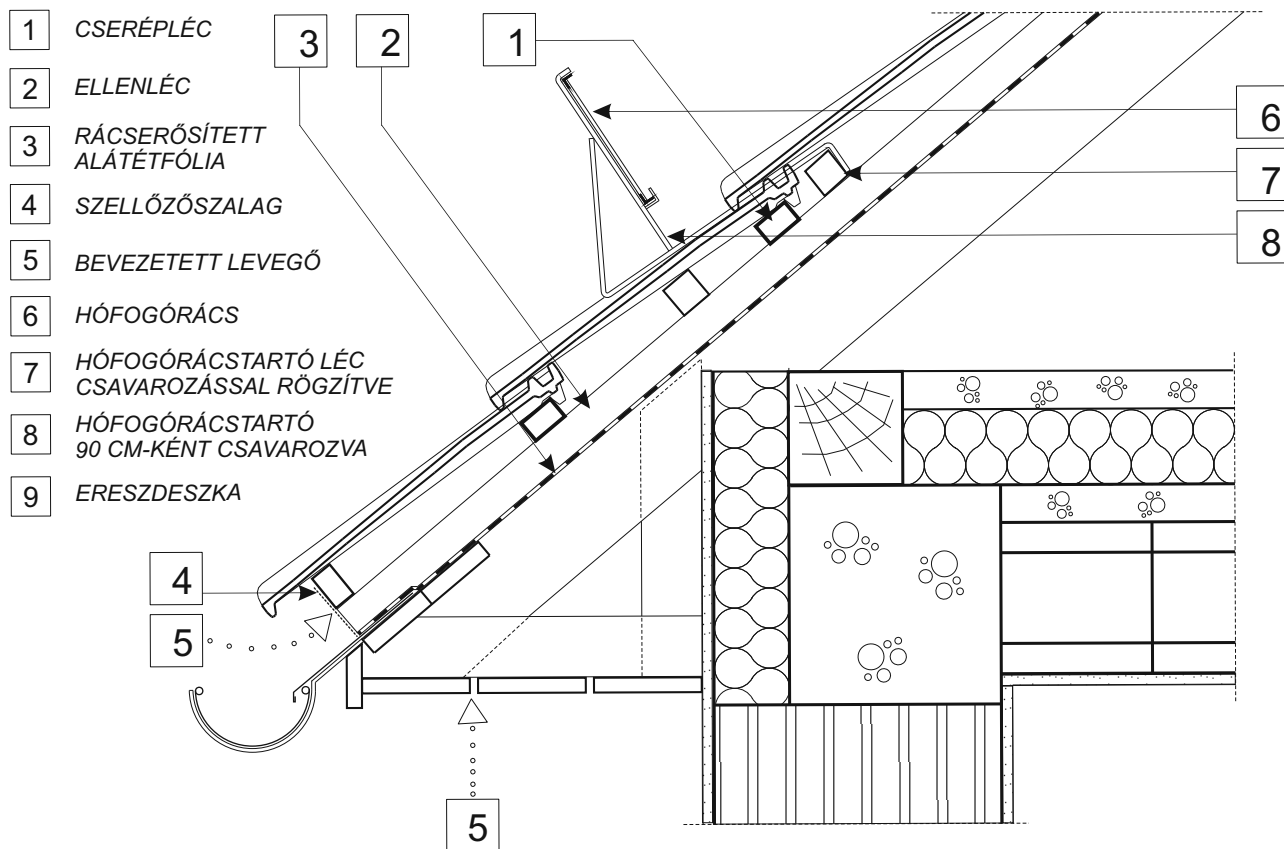 1 CSERÉPLÉC
2 ELLENLÉC
3 RÁCSERŐSÍTETT
ALÁTÉTFÓLIA
4 SZELLŐZŐSZALAG
5 BEVEZETETT LEVEGŐ
6 HÓFOGÓRÁCS
7 HÓFOGÓRÁCSTARTÓ LÉC
CSAVAROZÁSSAL RÖGZÍTVE
8 HÓFOGÓRÁCSTARTÓ
90 CM-KÉNT CSAVAROZVA
9 ERESZDESZKA
3 2 1
6
7
8
4
5
5